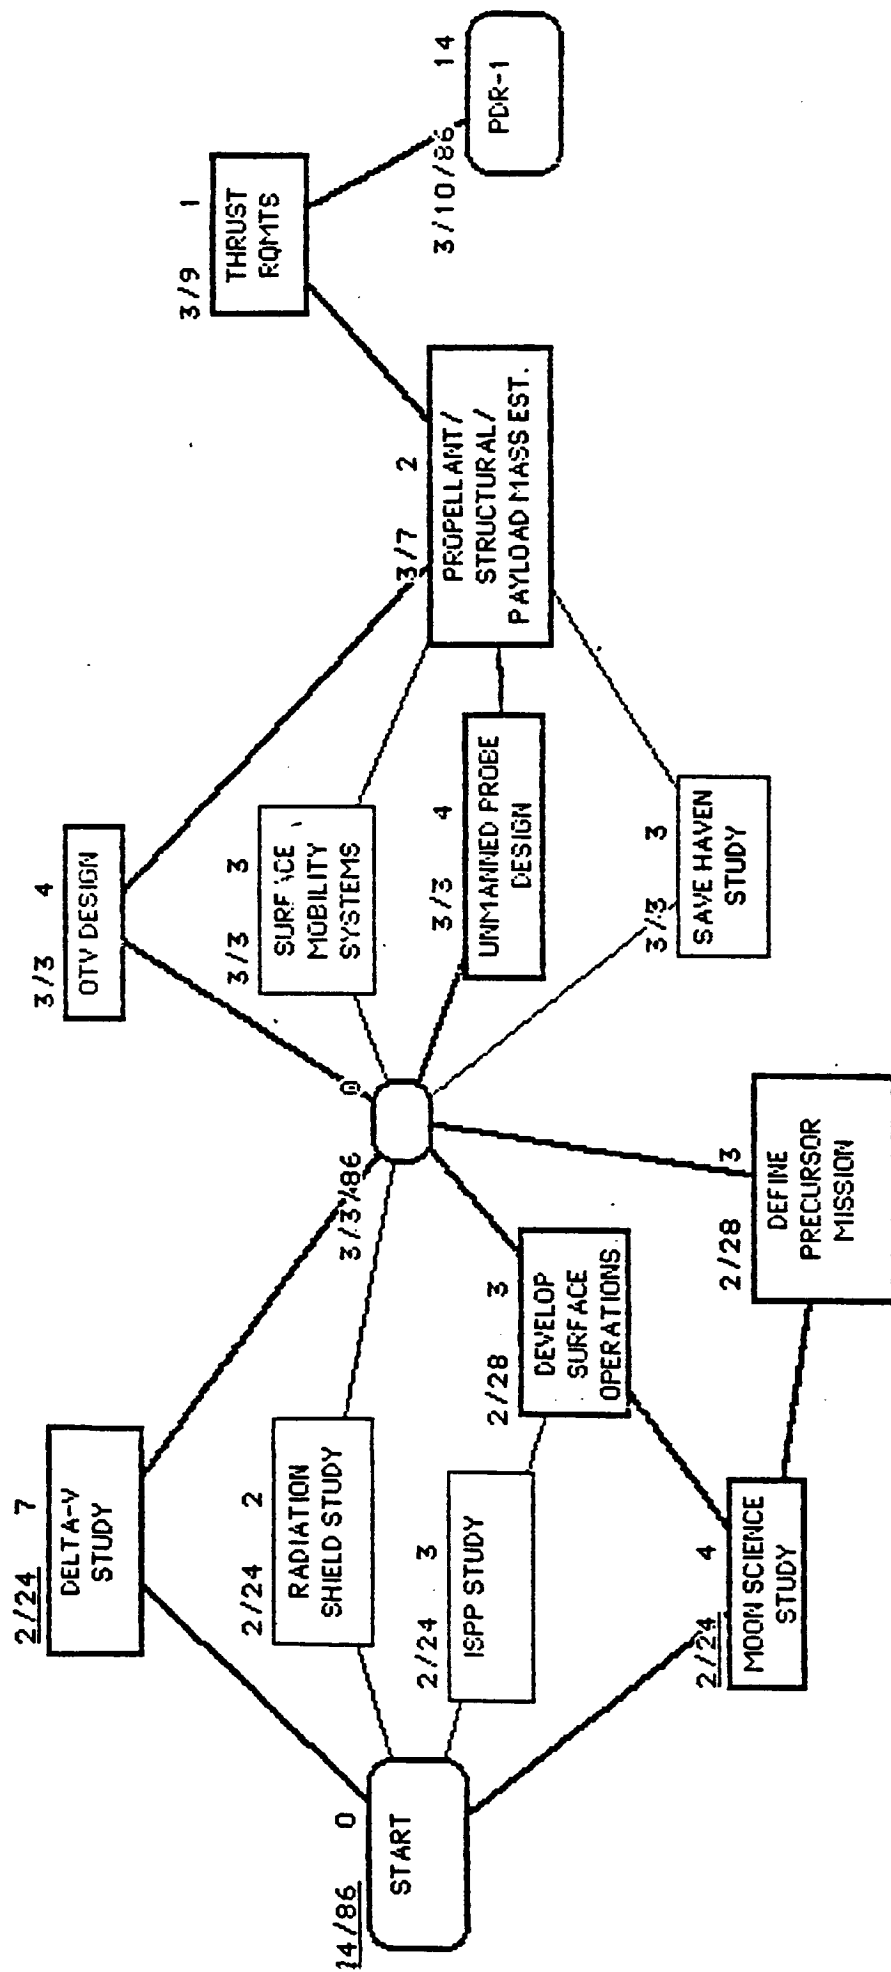 24/86 0
START
2/24 7
DELTA-V
STUDY
2/24 2
RADIATION
SHIELD STUDY
2/24 3
ISPP STUDY
2/24 4
MOON SCIENCE
STUDY
2/28 3
DEVELOP
SURFACE
OPERATIONS
2/28 3
DEFINE
PRECURSOR
MISSION
3/3/86 0
3/3 4
OTV DESIGN
3/3 3
SURFACE
MOBILITY
SYSTEMS
3/3 4
UNMANNED PROBE
DESIGN
3/3 3
SAVE HAVEN
STUDY
3/7 2
PROPELLANT/
STRUCTURAL/
PAYLOAD MASS EST.
3/9 1
THRUST
RQMTS
3/10/86 14
PDR-1